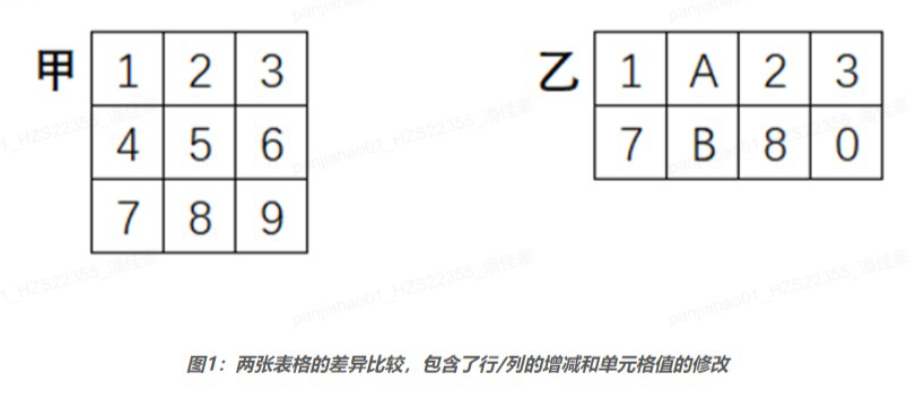 甲
1 2 3
4 5 6
7 8 9
乙
1 A 2 3
7 B 8 0
panjiahao01_HZS22355_潘佳豪
图1：两张表格的差异比较，包含了行/列的增减和单元格值的修改